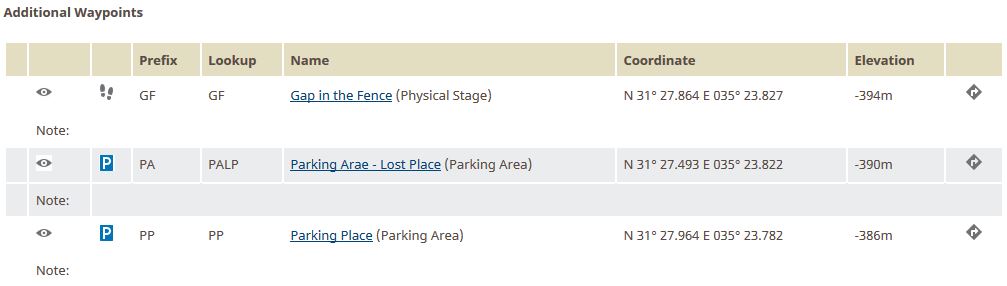 Additional Waypoints
Prefix Lookup Name Coordinate Elevation
GF GF Gap in the Fence (Physical Stage) N 31° 27.864 E 035° 23.827 -394m
Note:
P PA PALP Parking Arae - Lost Place (Parking Area) N 31° 27.493 E 035° 23.822 -390m
Note:
P PP PP Parking Place (Parking Area) N 31° 27.964 E 035° 23.782 -386m
Note: